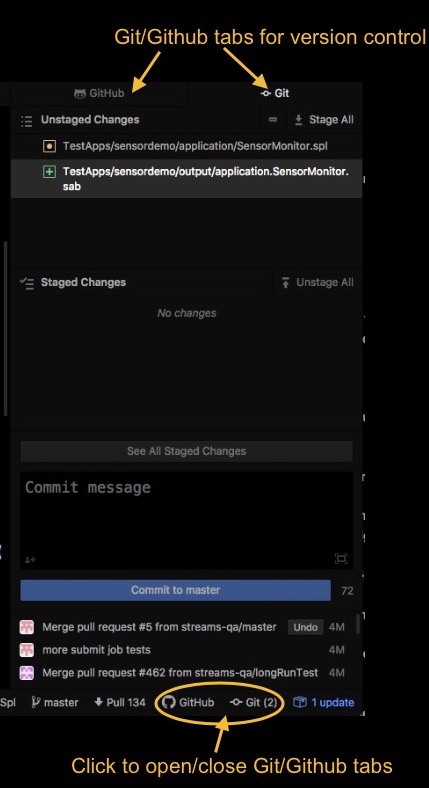 Git/Github tabs for version control
GitHub
Git
Unstaged Changes
Stage All
TestApps/sensordemo/application/SensorMonitor.spl
TestApps/sensordemo/output/application.SensorMonitor.
sab
Staged Changes
Unstage All
No changes
See All Staged Changes
Commit message
Commit to master
72
Merge pull request #5 from streams-qa/master Undo 4M
more submit job tests 4M
Merge pull request #462 from streams-qa/longRunTest 4M
Spl master Pull 134 GitHub Git (2) 1 update
Click to open/close Git/Github tabs